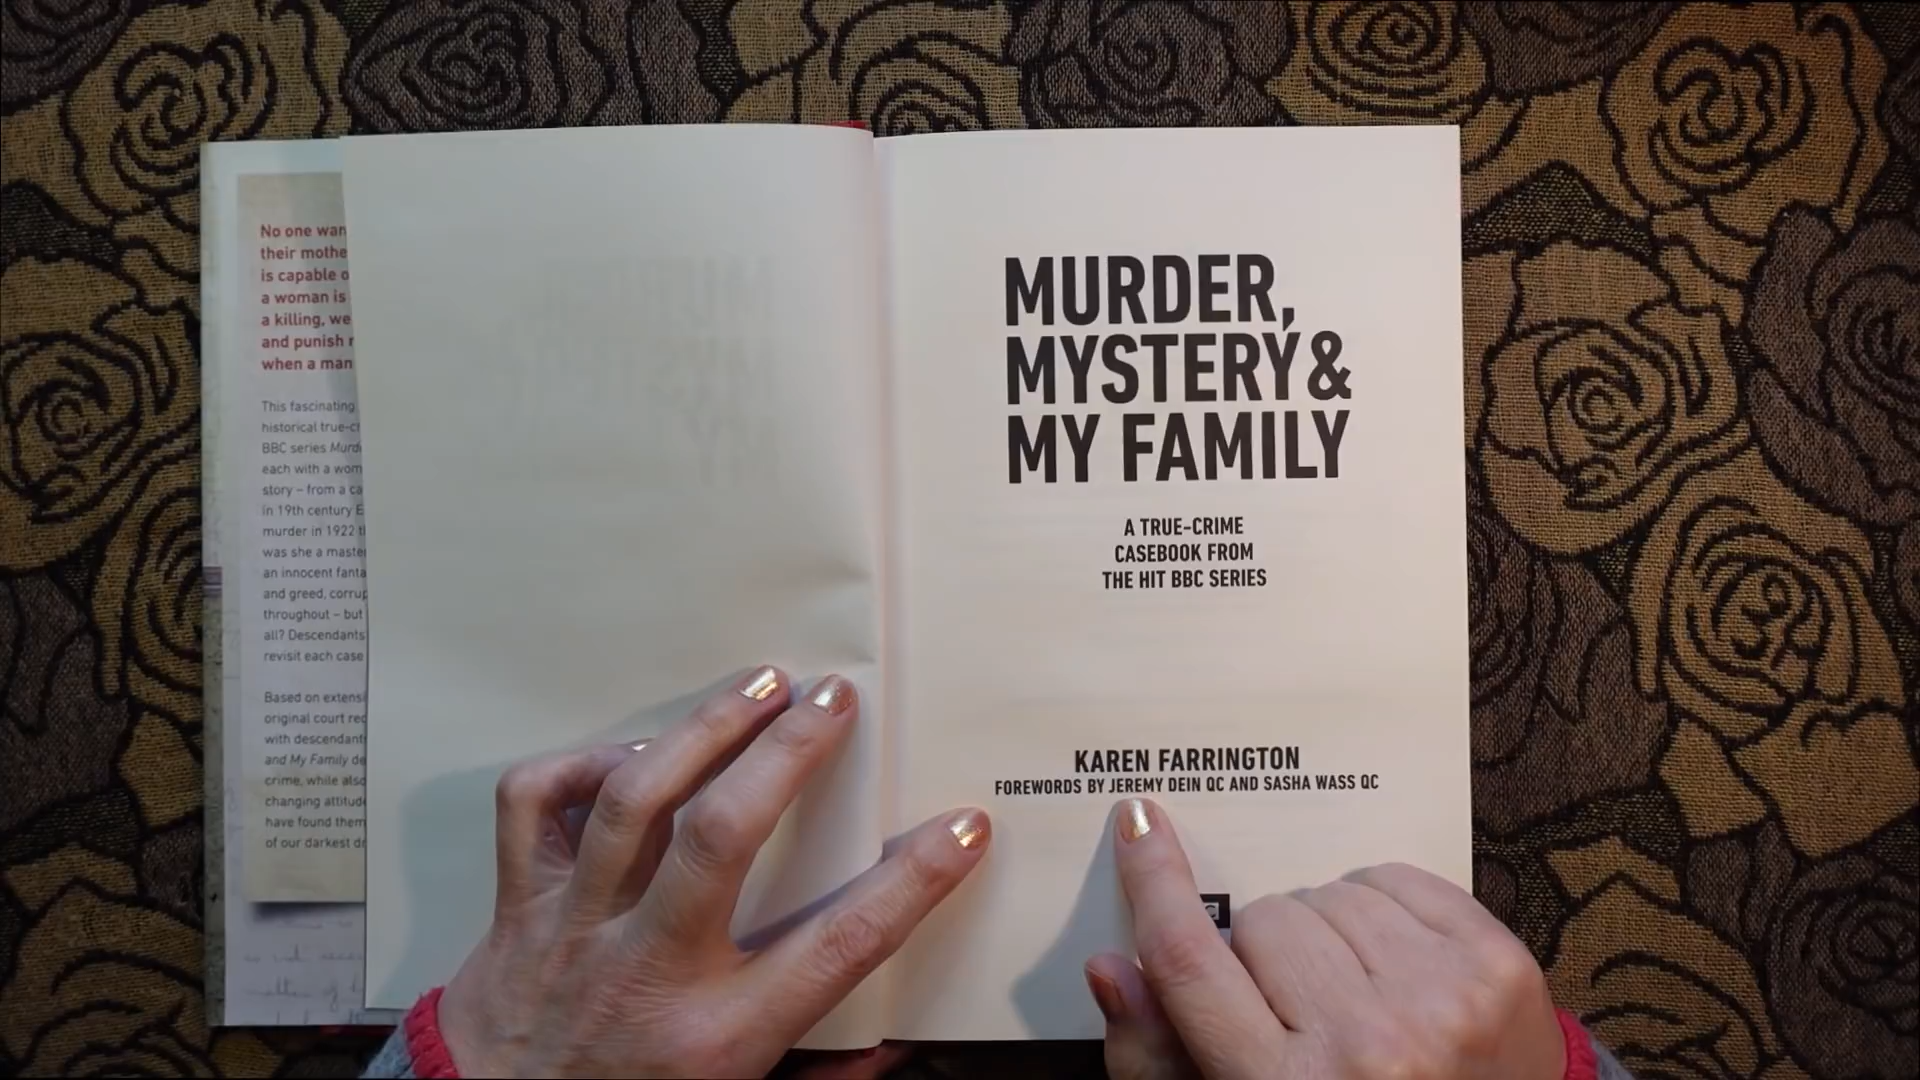 No one wan
their mothe
is capable o
a woman is
a killing, we
and punish r
when a man
This fascinating
historical true-cr
BBC series Murd
each with a wom
story – from a ca
in 19th century E
murder in 1922 t
was she a maste
an innocent fanta
and greed, corrup
throughout – but
all? Descendants
revisit each case
Based on extensi
original court rec
with descendant
and My Family de
crime, while also
changing attitude
have found them
of our darkest dr
MURDER,
MYSTERY &
MY FAMILY
A TRUE-CRIME
CASEBOOK FROM
THE HIT BBC SERIES
KAREN FARRINGTON
FOREWORDS BY JEREMY DEIN QC AND SASHA WASS QC
C